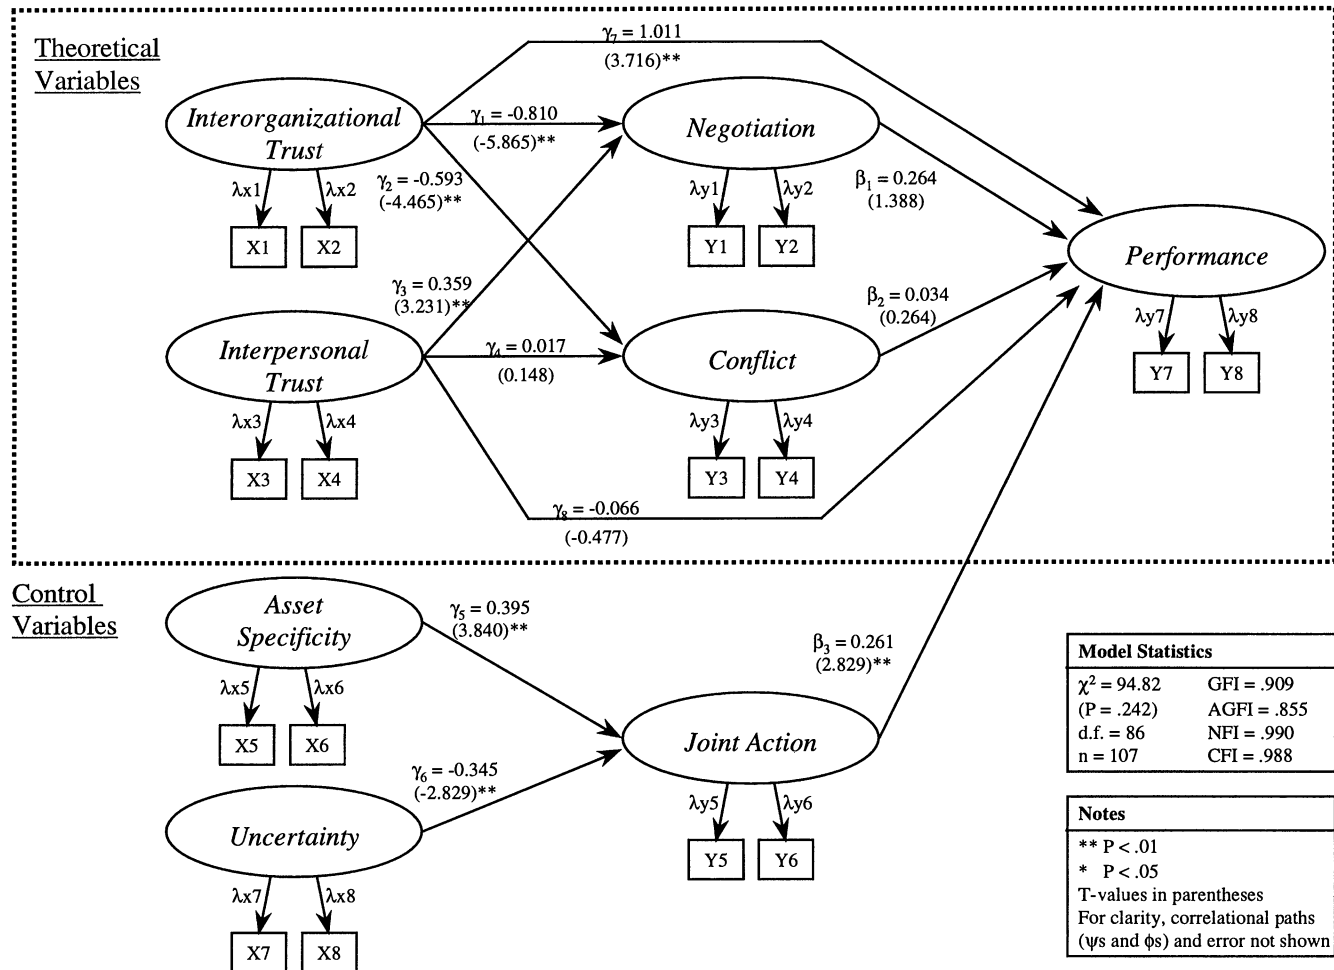 Theoretical
Variables
γ7 = 1.011
(3.716)**
Interorganizational
Trust
γ1 = -0.810
(-5.865)**
Negotiation
γ2 = -0.593
(-4.465)**
λx1
λx2
X1
X2
λy1
λy2
Y1
Y2
β1 = 0.264
(1.388)
Performance
λy7
λy8
Y7
Y8
γ3 = 0.359
(3.231)**
β2 = 0.034
(0.264)
Interpersonal
Trust
γ4 = 0.017
(0.148)
Conflict
λx3
λx4
X3
X4
λy3
λy4
Y3
Y4
γ8 = -0.066
(-0.477)
Control
Variables
Asset
Specificity
γ5 = 0.395
(3.840)**
λx5
λx6
X5
X6
β3 = 0.261
(2.829)**
Joint Action
γ6 = -0.345
(-2.829)**
Uncertainty
λx7
λx8
X7
X8
λy5
λy6
Y5
Y6
Model Statistics
χ² = 94.82 GFI = .909
(P = .242) AGFI = .855
d.f. = 86 NFI = .990
n = 107 CFI = .988
Notes
** P < .01
* P < .05
T-values in parentheses
For clarity, correlational paths
(ψs and ϕs) and error not shown